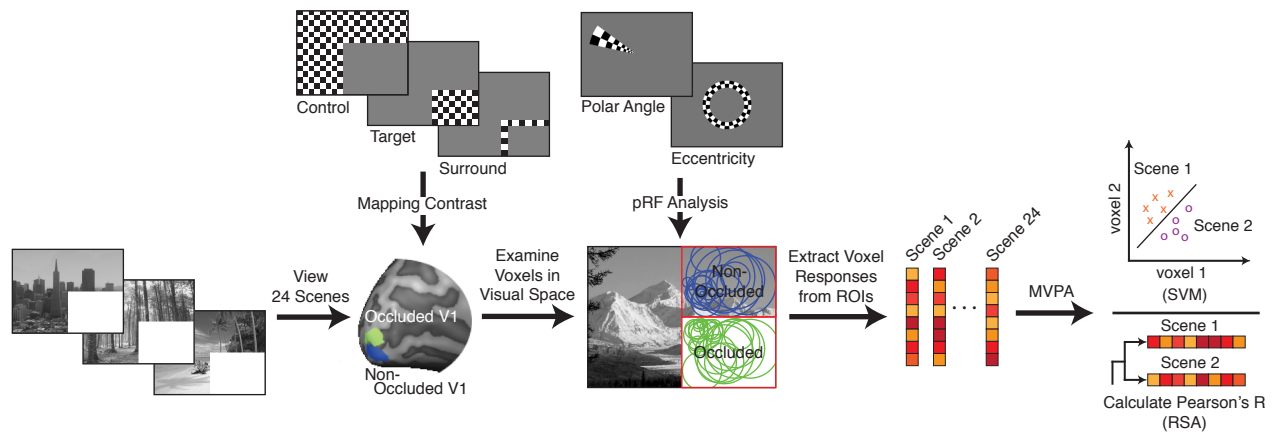 Control
Target
Surround
Polar Angle
Eccentricity
Mapping Contrast
pRF Analysis
View
24 Scenes
Occluded V1
Non-
Occluded V1
Examine
Voxels in
Visual Space
Non-
Occluded
Occluded
Extract Voxel
Responses
from ROIs
Scene 1
Scene 2
...
Scene 24
MVPA
voxel 2
Scene 1
x x
x x
x
Scene 2
o
o
o o o
voxel 1
(SVM)
Scene 1
Scene 2
Calculate Pearson's R
(RSA)